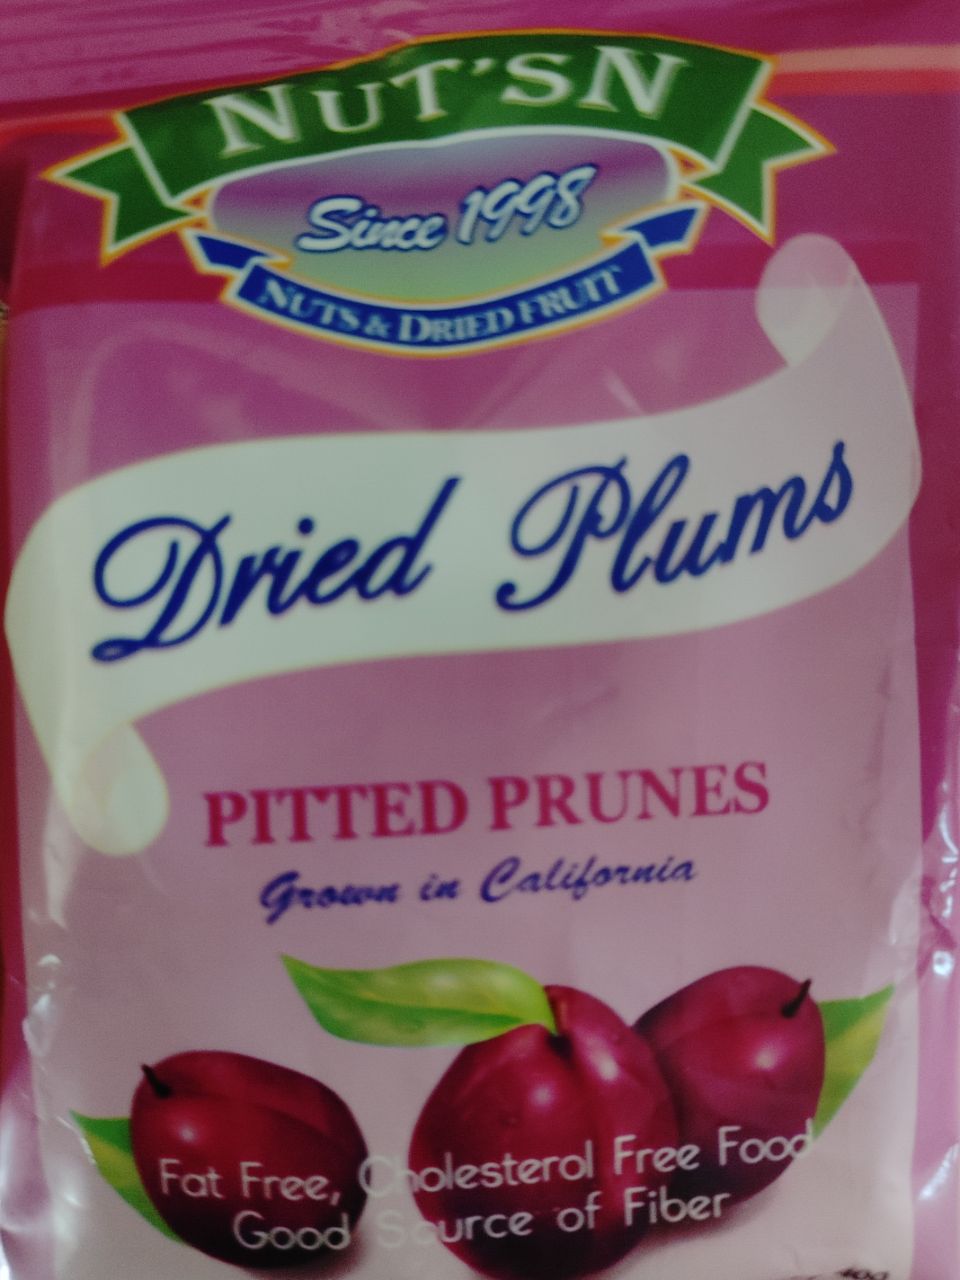 NUT'SN
Since 1998
NUTS & DRIED FRUIT
Dried Plums
PITTED PRUNES
Grown in California
Fat Free, Cholesterol Free Food
Good Source of Fiber